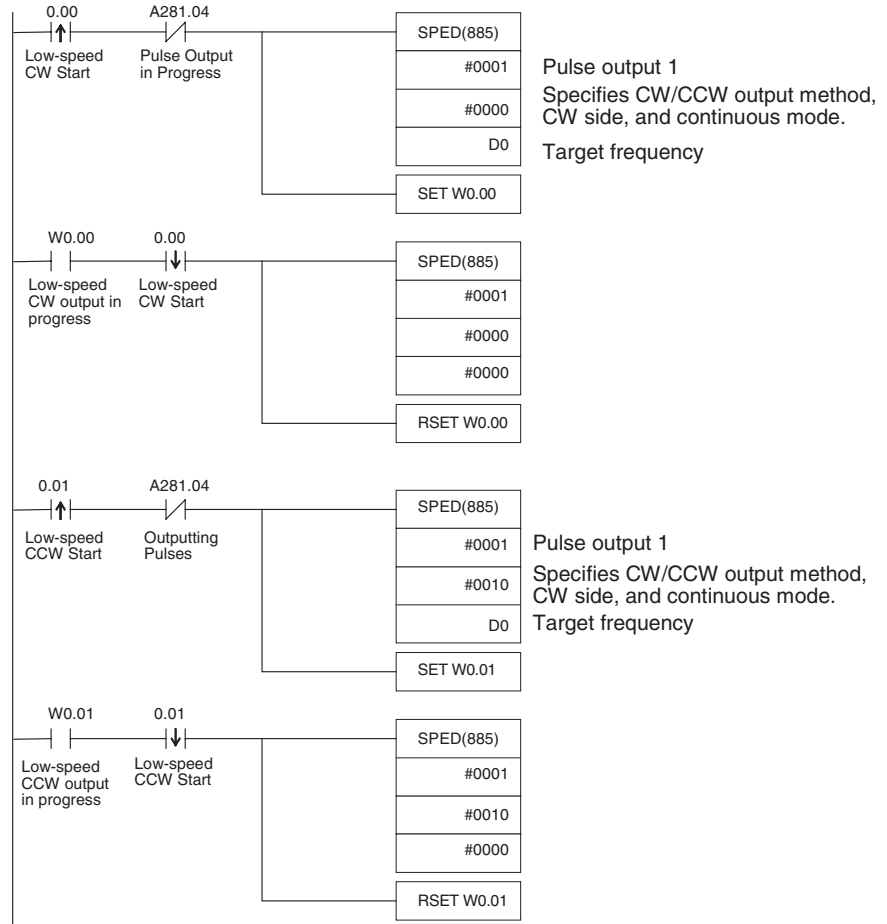 0.00 A281.04
SPED(885)
Low-speed
CW Start
Pulse Output
in Progress
#0001 Pulse output 1
#0000 Specifies CW/CCW output method,
CW side, and continuous mode.
D0 Target frequency
SET W0.00
W0.00 0.00
SPED(885)
Low-speed
CW output in
progress
Low-speed
CW Start
#0001
#0000
#0000
RSET W0.00
0.01 A281.04
SPED(885)
Low-speed
CCW Start
Outputting
Pulses
#0001 Pulse output 1
#0010 Specifies CW/CCW output method,
CW side, and continuous mode.
D0 Target frequency
SET W0.01
W0.01 0.01
SPED(885)
Low-speed
CCW output
in progress
Low-speed
CCW Start
#0001
#0010
#0000
RSET W0.01